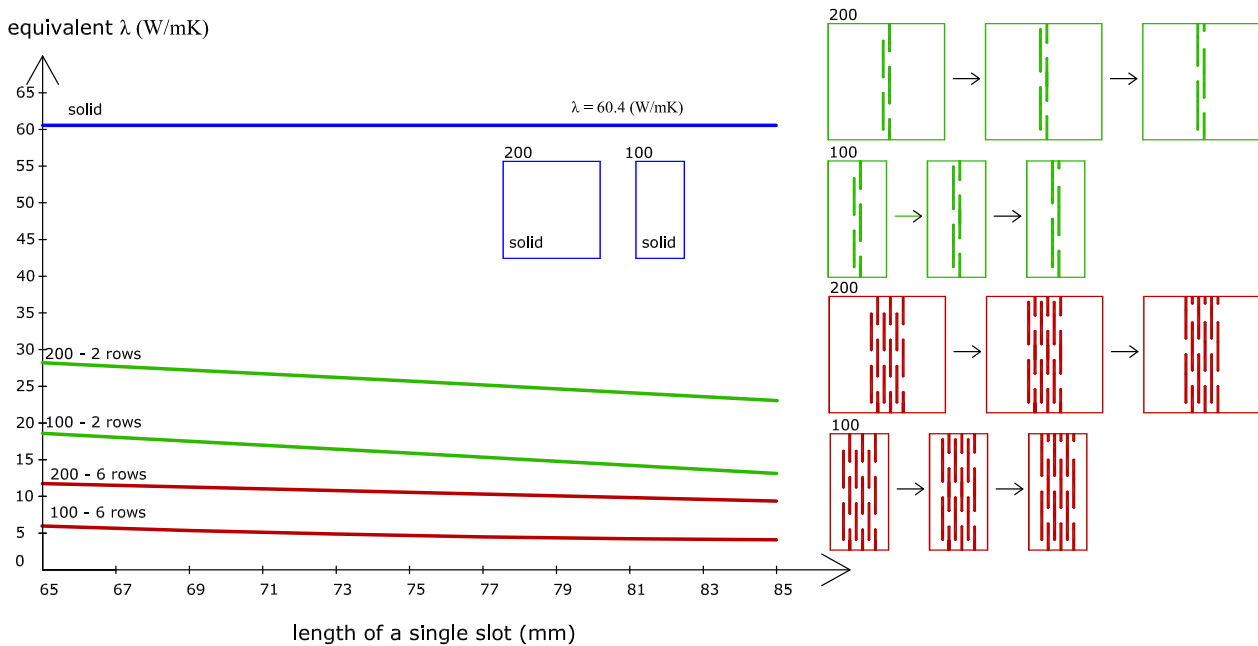 equivalent λ (W/mK)
65
60
55
50
45
40
35
30
25
20
15
10
5
0
solid
λ = 60.4 (W/mK)
200
solid
100
solid
200 - 2 rows
100 - 2 rows
200 - 6 rows
100 - 6 rows
65 67 69 71 73 75 77 79 81 83 85
length of a single slot (mm)
200
100
200
100